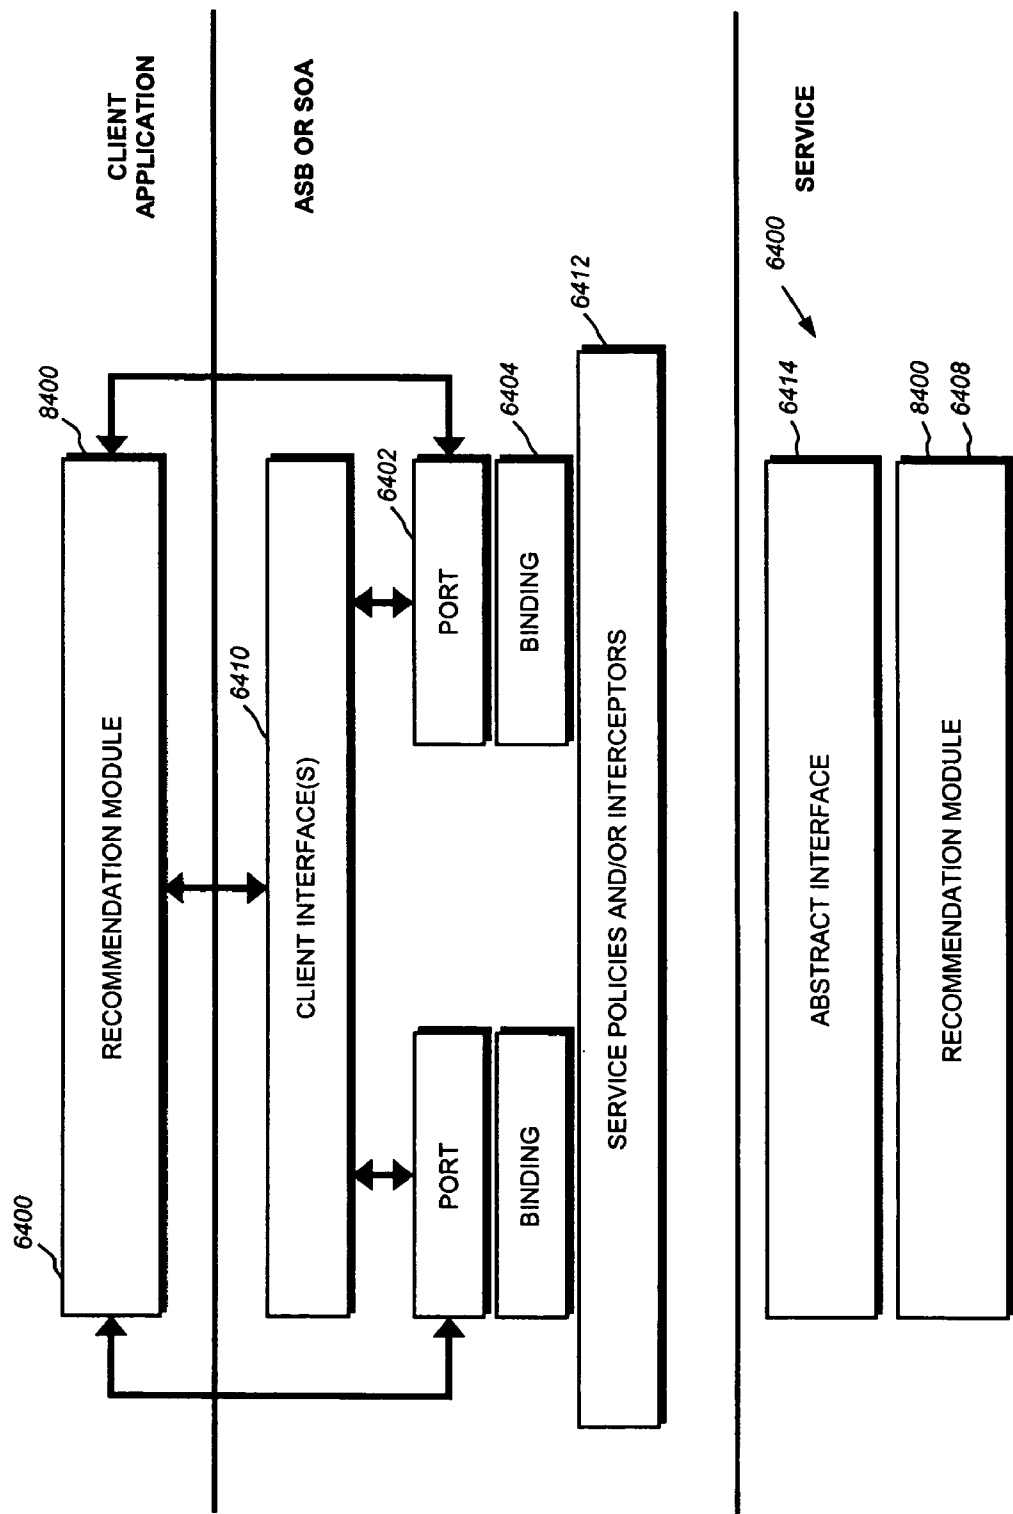 CLIENT
APPLICATION
6400
RECOMMENDATION MODULE
8400
ASB OR SOA
CLIENT INTERFACE(S)
6410
PORT
PORT
6402
BINDING
BINDING
6404
SERVICE POLICIES AND/OR INTERCEPTORS
6412
SERVICE
6400
ABSTRACT INTERFACE
6414
RECOMMENDATION MODULE
8400
6408